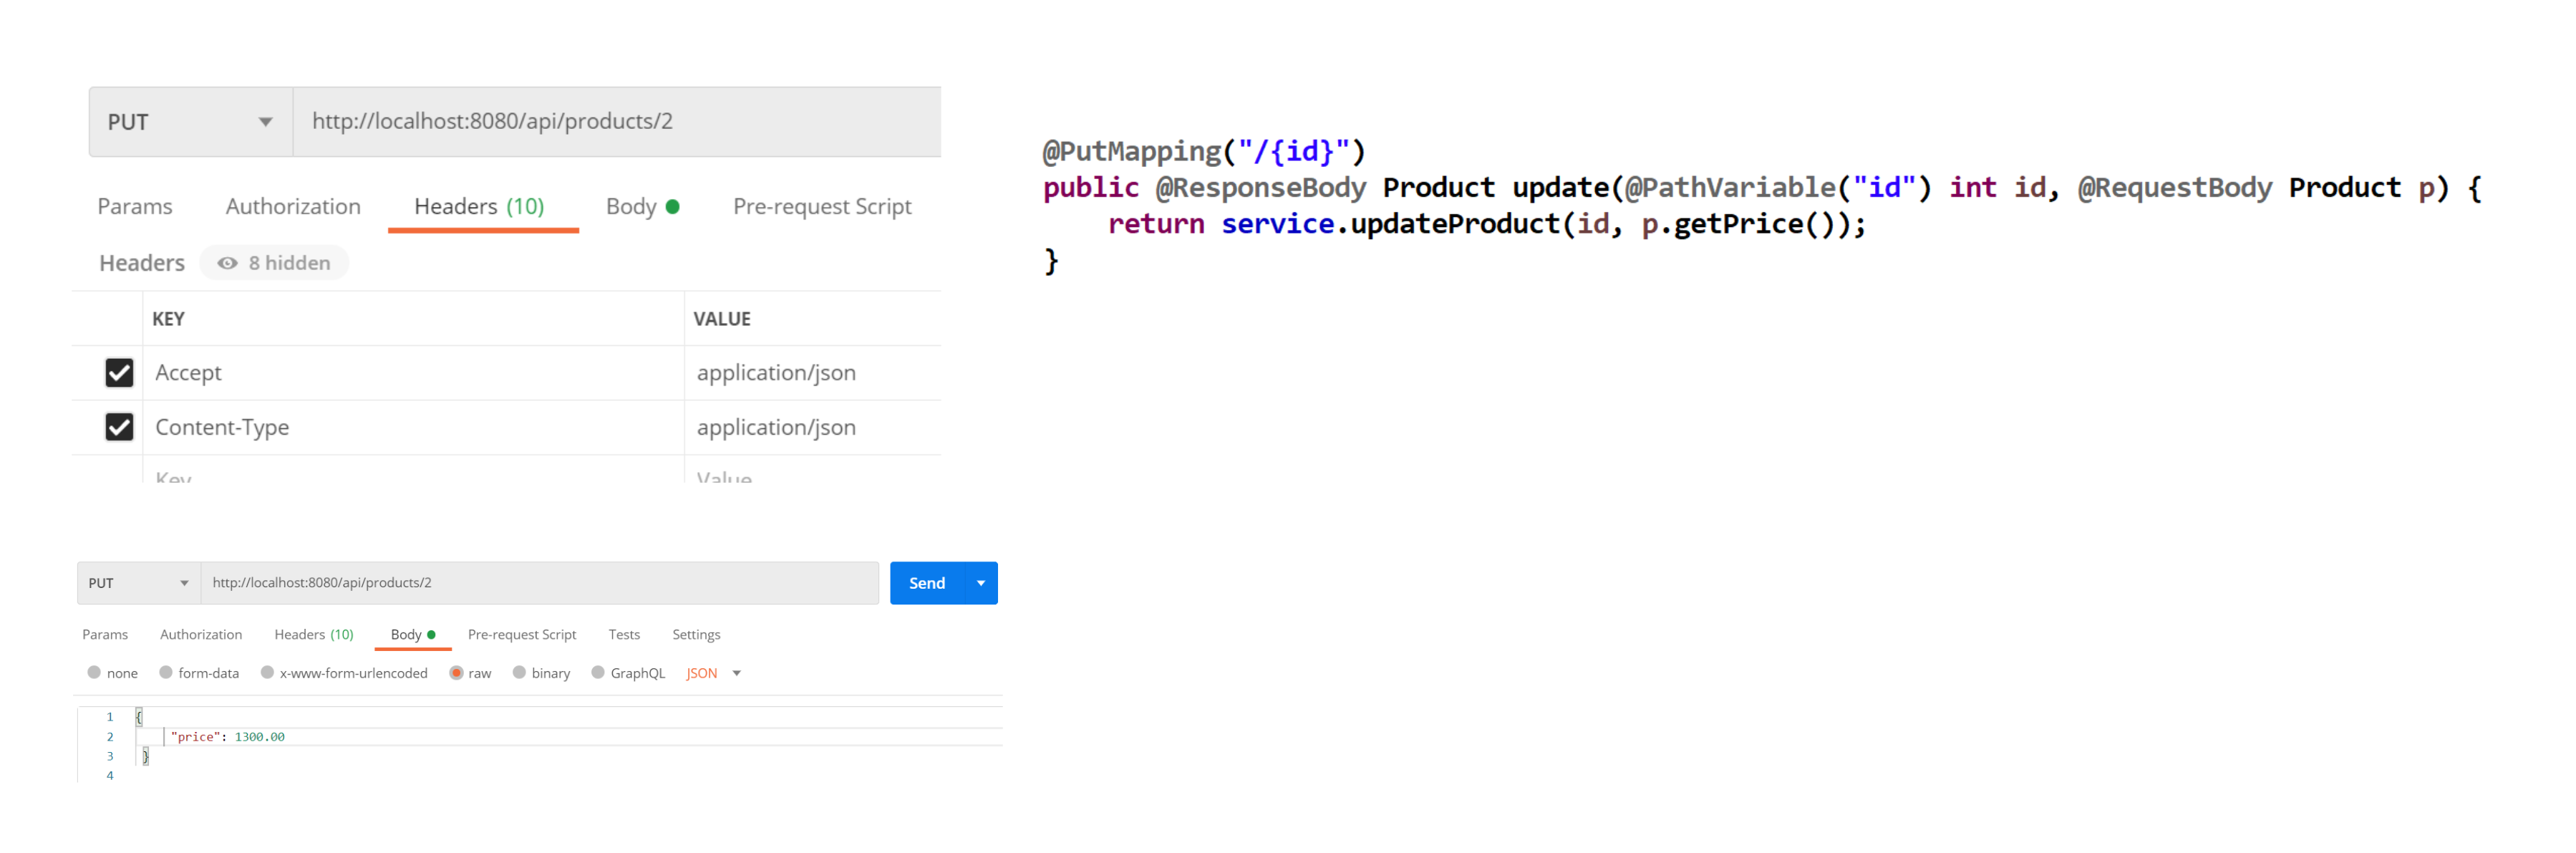 PUT http://localhost:8080/api/products/2
Params Authorization Headers (10) Body Pre-request Script
Headers 8 hidden
KEY VALUE
Accept application/json
Content-Type application/json
Key Value
@PutMapping("/{id}")
public @ResponseBody Product update(@PathVariable("id") int id, @RequestBody Product p) {
return service.updateProduct(id, p.getPrice());
}
PUT http://localhost:8080/api/products/2 Send
Params Authorization Headers (10) Body Pre-request Script Tests Settings
none form-data x-www-form-urlencoded raw binary GraphQL JSON
1 {
2 "price": 1300.00
3 }
4